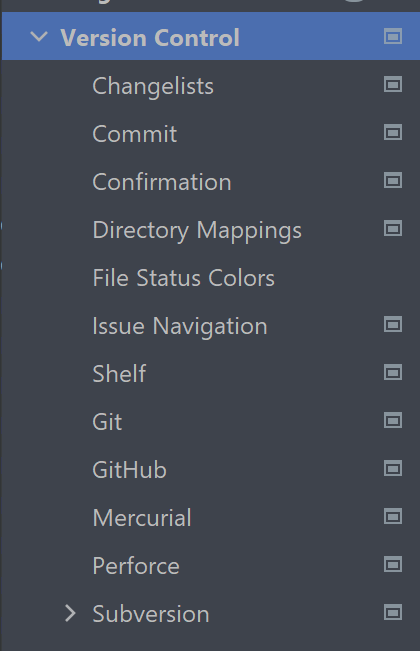 Version Control
Changelists
Commit
Confirmation
Directory Mappings
File Status Colors
Issue Navigation
Shelf
Git
GitHub
Mercurial
Perforce
Subversion